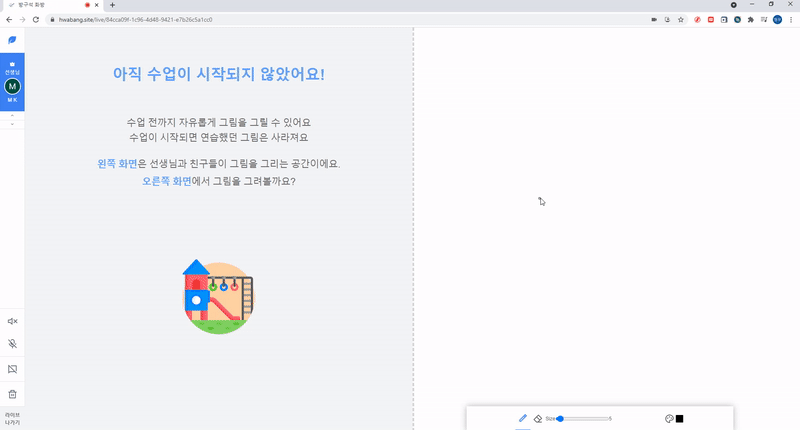 방구석 화방
hwabang.site/live/84cca09f-1c96-4d48-9421-e7b26c5a1cc0
선생님
M
M K
아직 수업이 시작되지 않았어요!
수업 전까지 자유롭게 그림을 그릴 수 있어요
수업이 시작되면 연습했던 그림은 사라져요
왼쪽 화면은 선생님과 친구들이 그림을 그리는 공간이에요.
오른쪽 화면에서 그림을 그려볼까요?
Size
5
라이브
나가기